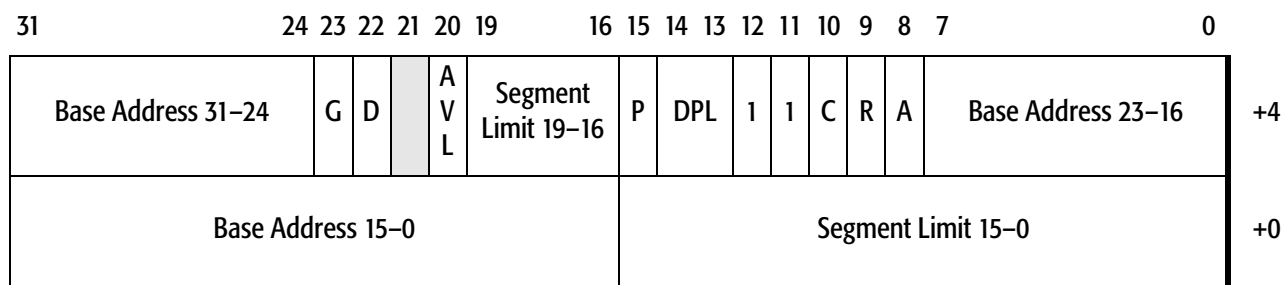 31 24 23 22 21 20 19 16 15 14 13 12 11 10 9 8 7 0
Base Address 31–24 G D A V L Segment Limit 19–16 P DPL 1 1 C R A Base Address 23–16 +4
Base Address 15–0 Segment Limit 15–0 +0